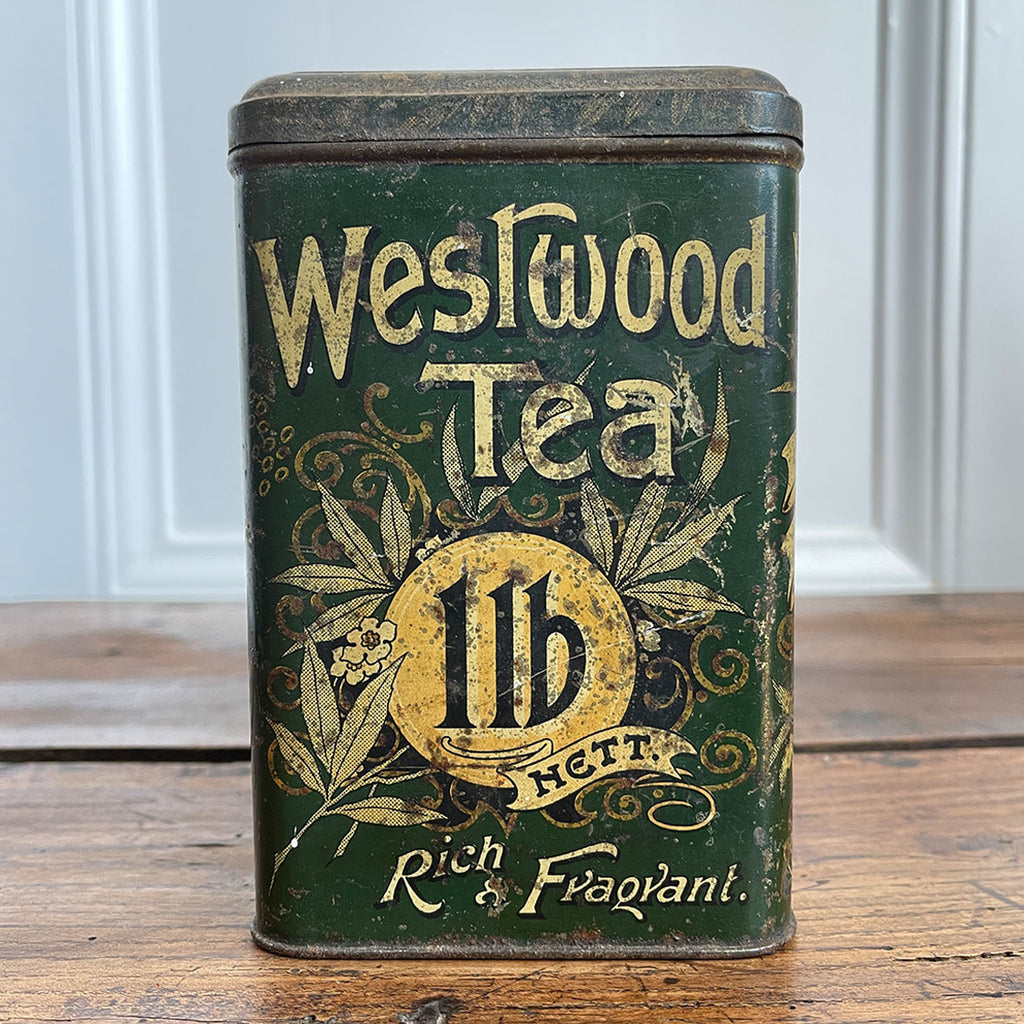 Westwood
Tea
1lb
NETT.
Rich & Fragrant.